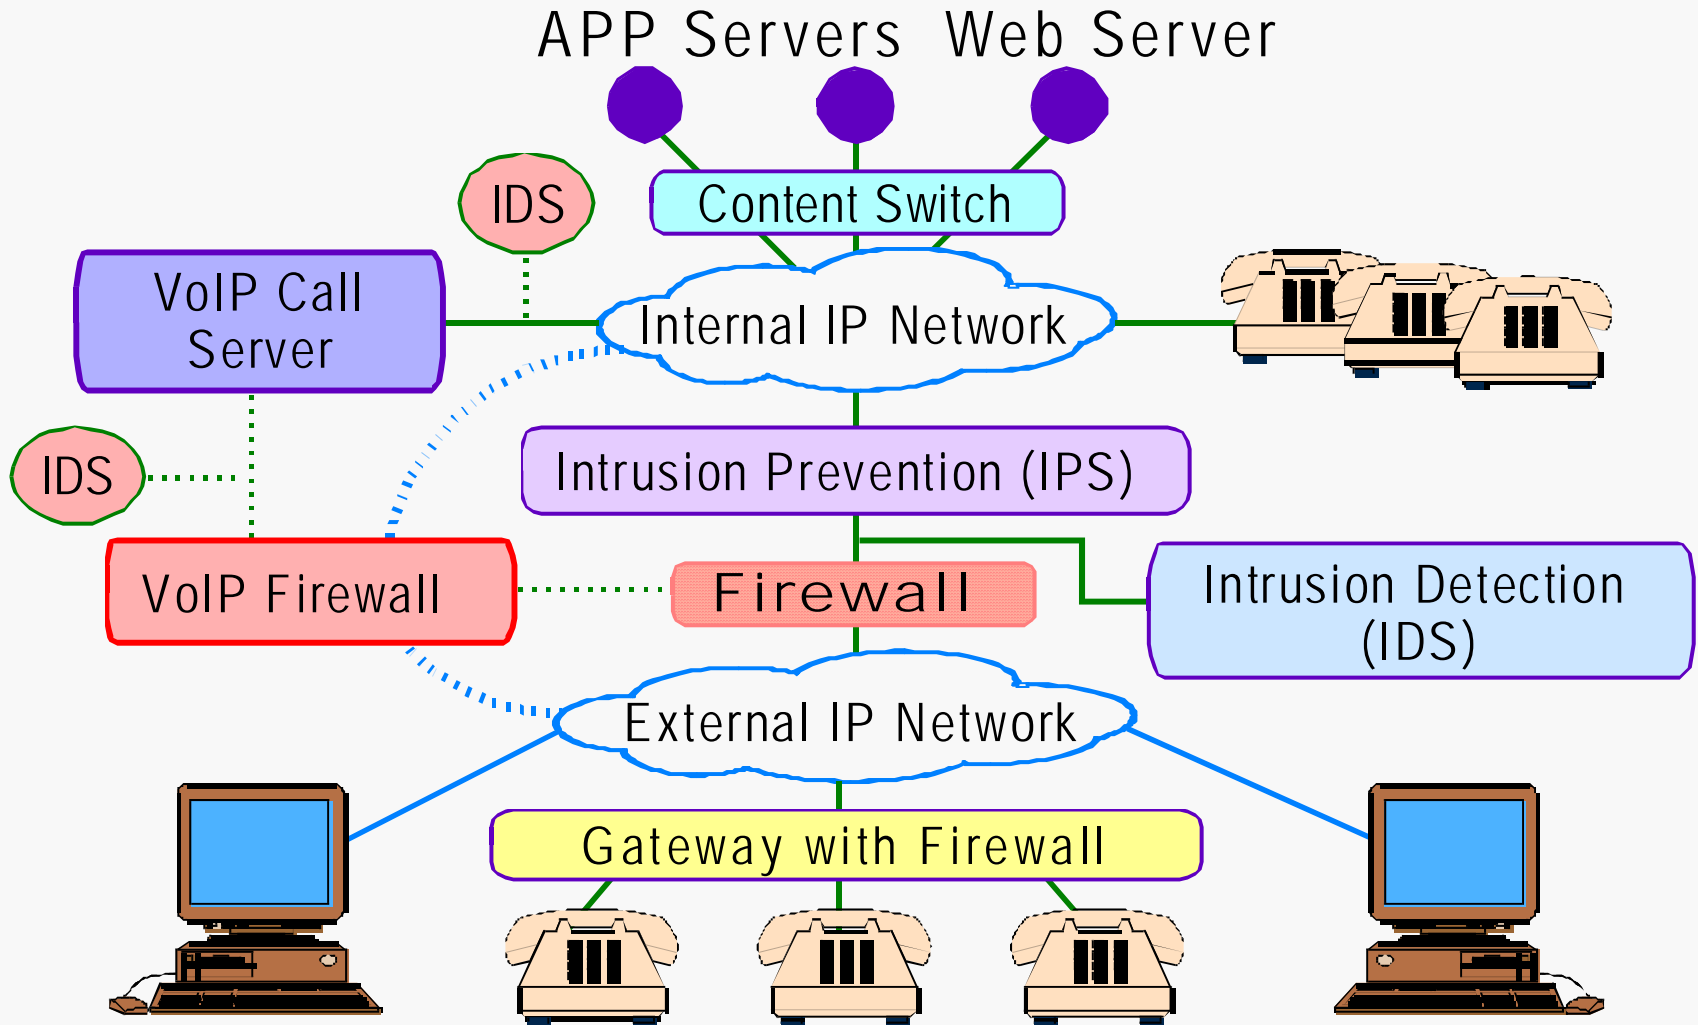 APP Servers Web Server
IDS
Content Switch
VoIP Call
Server
Internal IP Network
IDS
Intrusion Prevention (IPS)
VoIP Firewall
Firewall
Intrusion Detection
(IDS)
External IP Network
Gateway with Firewall